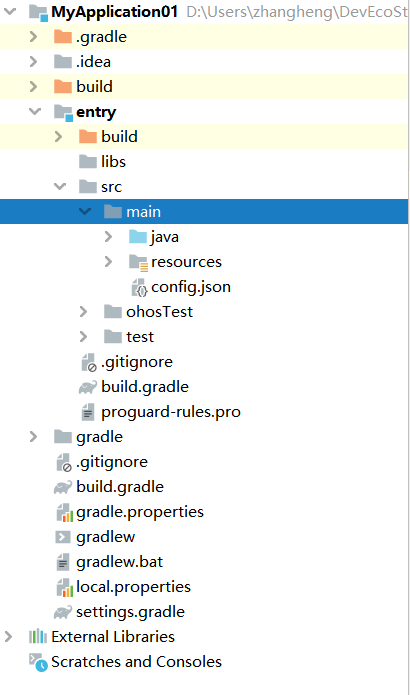 MyApplication01 D:\Users\zhangheng\DevEcoSt
.gradle
.idea
build
entry
build
libs
src
main
java
resources
config.json
ohosTest
test
.gitignore
build.gradle
proguard-rules.pro
gradle
.gitignore
build.gradle
gradle.properties
gradlew
gradlew.bat
local.properties
settings.gradle
External Libraries
Scratches and Consoles